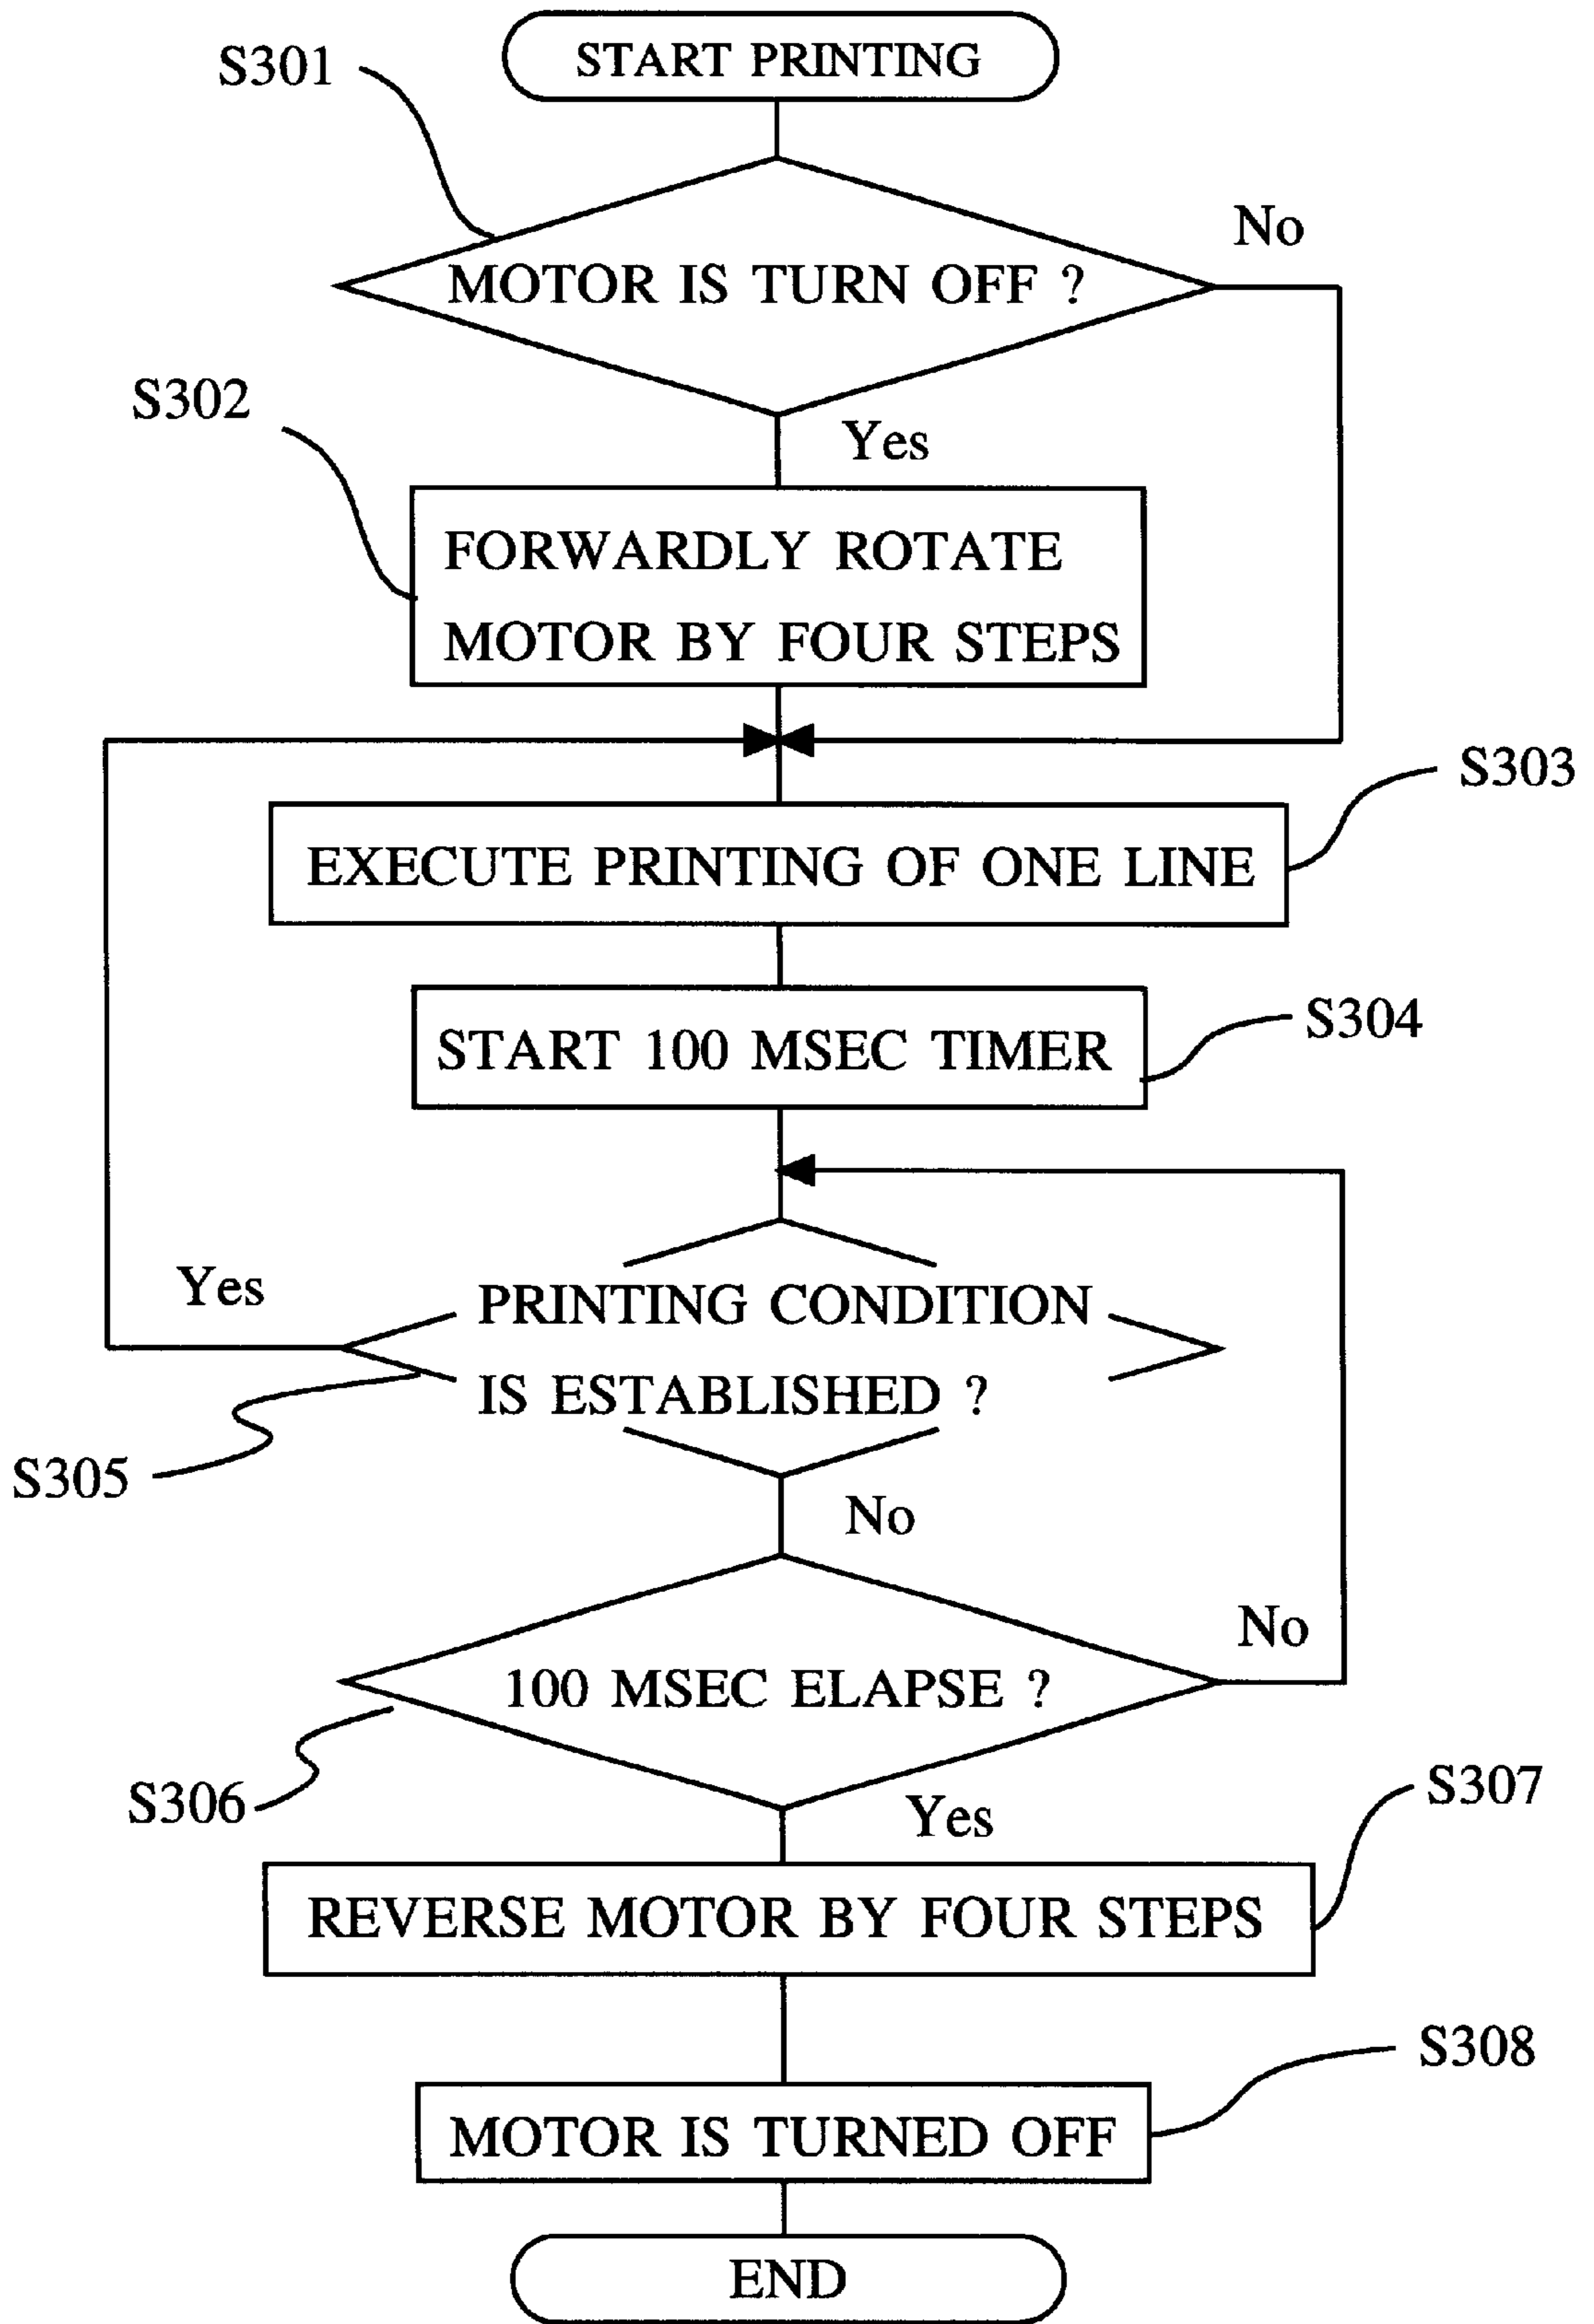 START PRINTING
S301
No
MOTOR IS TURN OFF ?
S302
Yes
FORWARDLY ROTATE
MOTOR BY FOUR STEPS
S303
EXECUTE PRINTING OF ONE LINE
S304
START 100 MSEC TIMER
Yes
PRINTING CONDITION
IS ESTABLISHED ?
S305
No
No
100 MSEC ELAPSE ?
S306
Yes
S307
REVERSE MOTOR BY FOUR STEPS
S308
MOTOR IS TURNED OFF
END